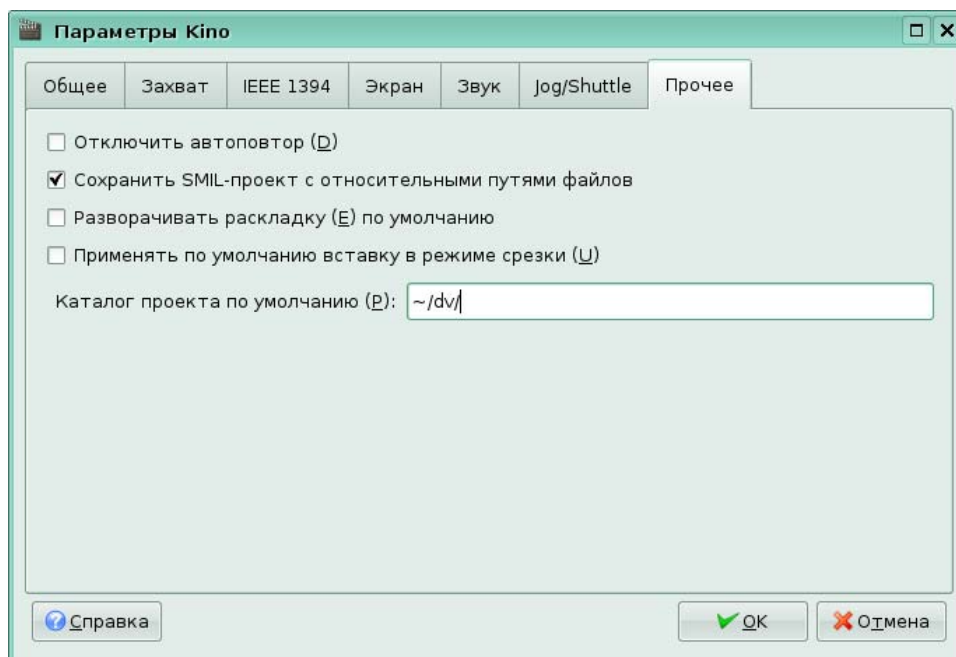 Параметры Kino
Общее Захват IEEE 1394 Экран Звук Jog/Shuttle Прочее
Отключить автоповтор (D)
Сохранить SMIL-проект с относительными путями файлов
Разворачивать раскладку (E) по умолчанию
Применять по умолчанию вставку в режиме срезки (U)
Каталог проекта по умолчанию (P): ~/dv/
Справка OK Отмена